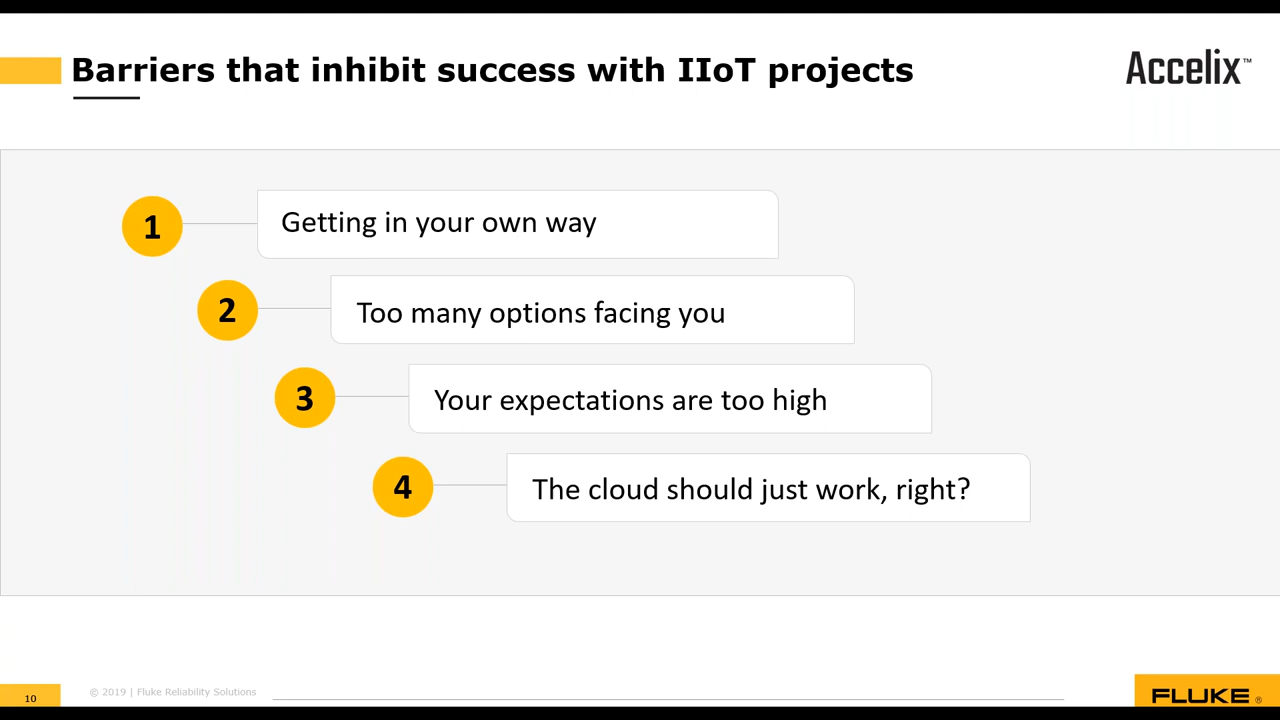 Barriers that inhibit success with IIoT projects
Accelix™
1
Getting in your own way
2
Too many options facing you
3
Your expectations are too high
4
The cloud should just work, right?
10
© 2019 | Fluke Reliability Solutions
FLUKE®